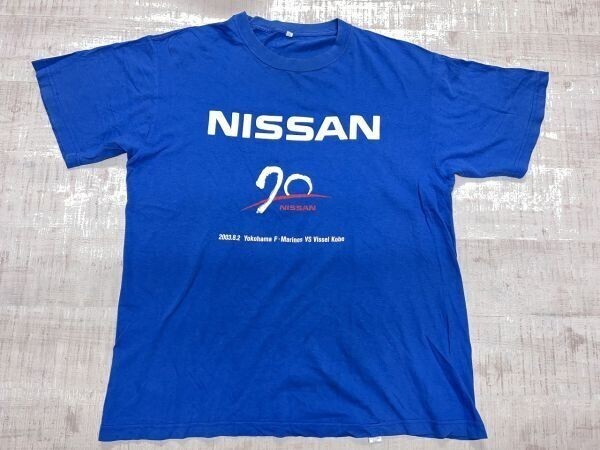 NISSAN
70
NISSAN
2003.8.2 Yokohama F・Marinos VS Vissel Kobe